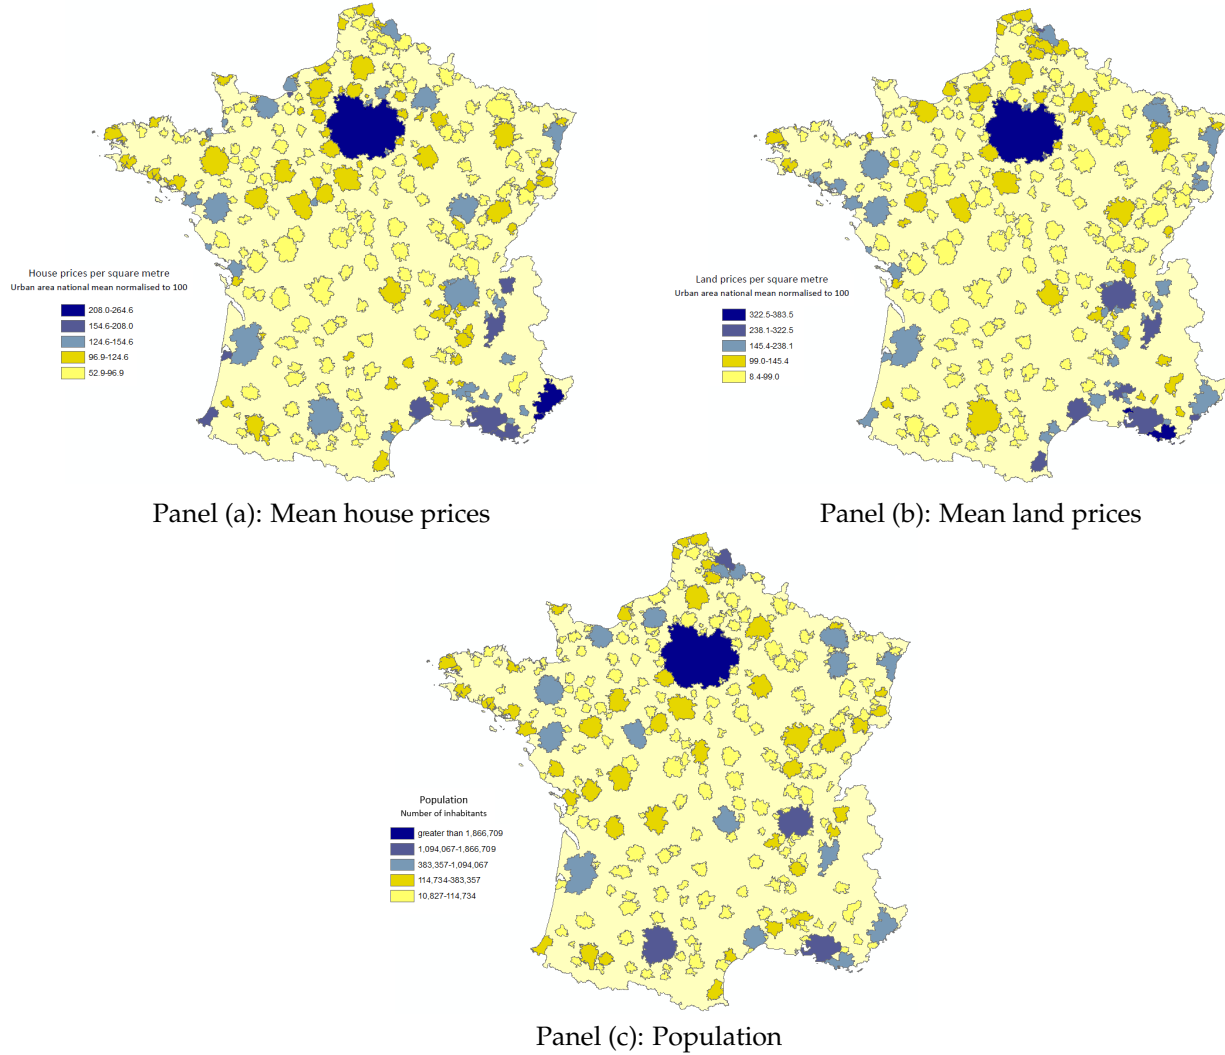 House prices per square metre
Urban area national mean normalised to 100
208.0-264.6
154.6-208.0
124.6-154.6
96.9-124.6
52.9-96.9
Land prices per square metre
Urban area national mean normalised to 100
322.5-383.5
238.1-322.5
145.4-238.1
99.0-145.4
8.4-99.0
Panel (a): Mean house prices
Panel (b): Mean land prices
Population
Number of inhabitants
greater than 1,866,709
1,094,067-1,866,709
383,357-1,094,067
114,734-383,357
10,827-114,734
Panel (c): Population